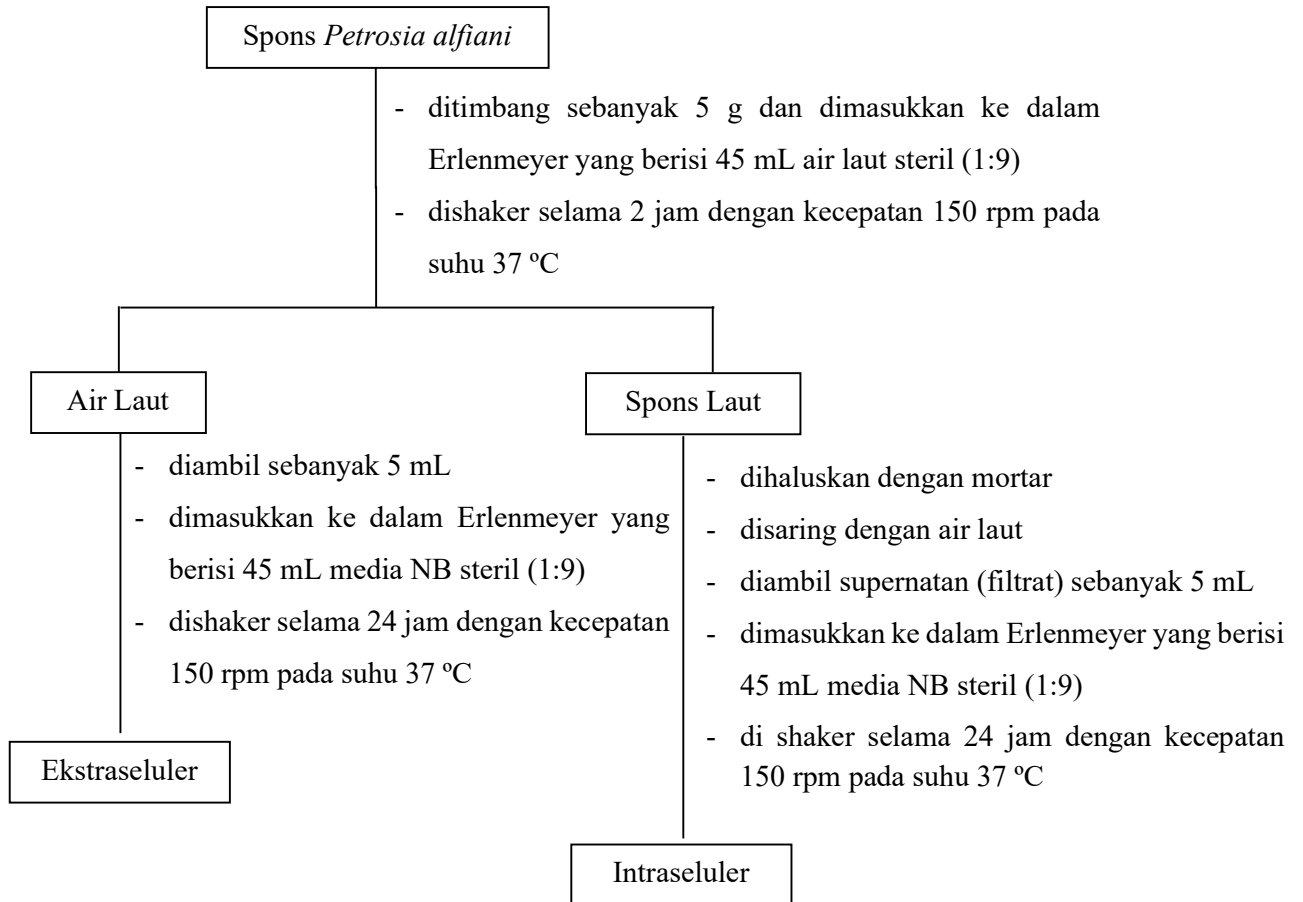 Spons Petrosia alfiani
- ditimbang sebanyak 5 g dan dimasukkan ke dalam
Erlenmeyer yang berisi 45 mL air laut steril (1:9)
- dishaker selama 2 jam dengan kecepatan 150 rpm pada
suhu 37 ºC
Air Laut
- diambil sebanyak 5 mL
- dimasukkan ke dalam Erlenmeyer yang
berisi 45 mL media NB steril (1:9)
- dishaker selama 24 jam dengan kecepatan
150 rpm pada suhu 37 ºC
Ekstraseluler
Spons Laut
- dihaluskan dengan mortar
- disaring dengan air laut
- diambil supernatan (filtrat) sebanyak 5 mL
- dimasukkan ke dalam Erlenmeyer yang berisi
45 mL media NB steril (1:9)
- di shaker selama 24 jam dengan kecepatan
150 rpm pada suhu 37 ºC
Intraseluler